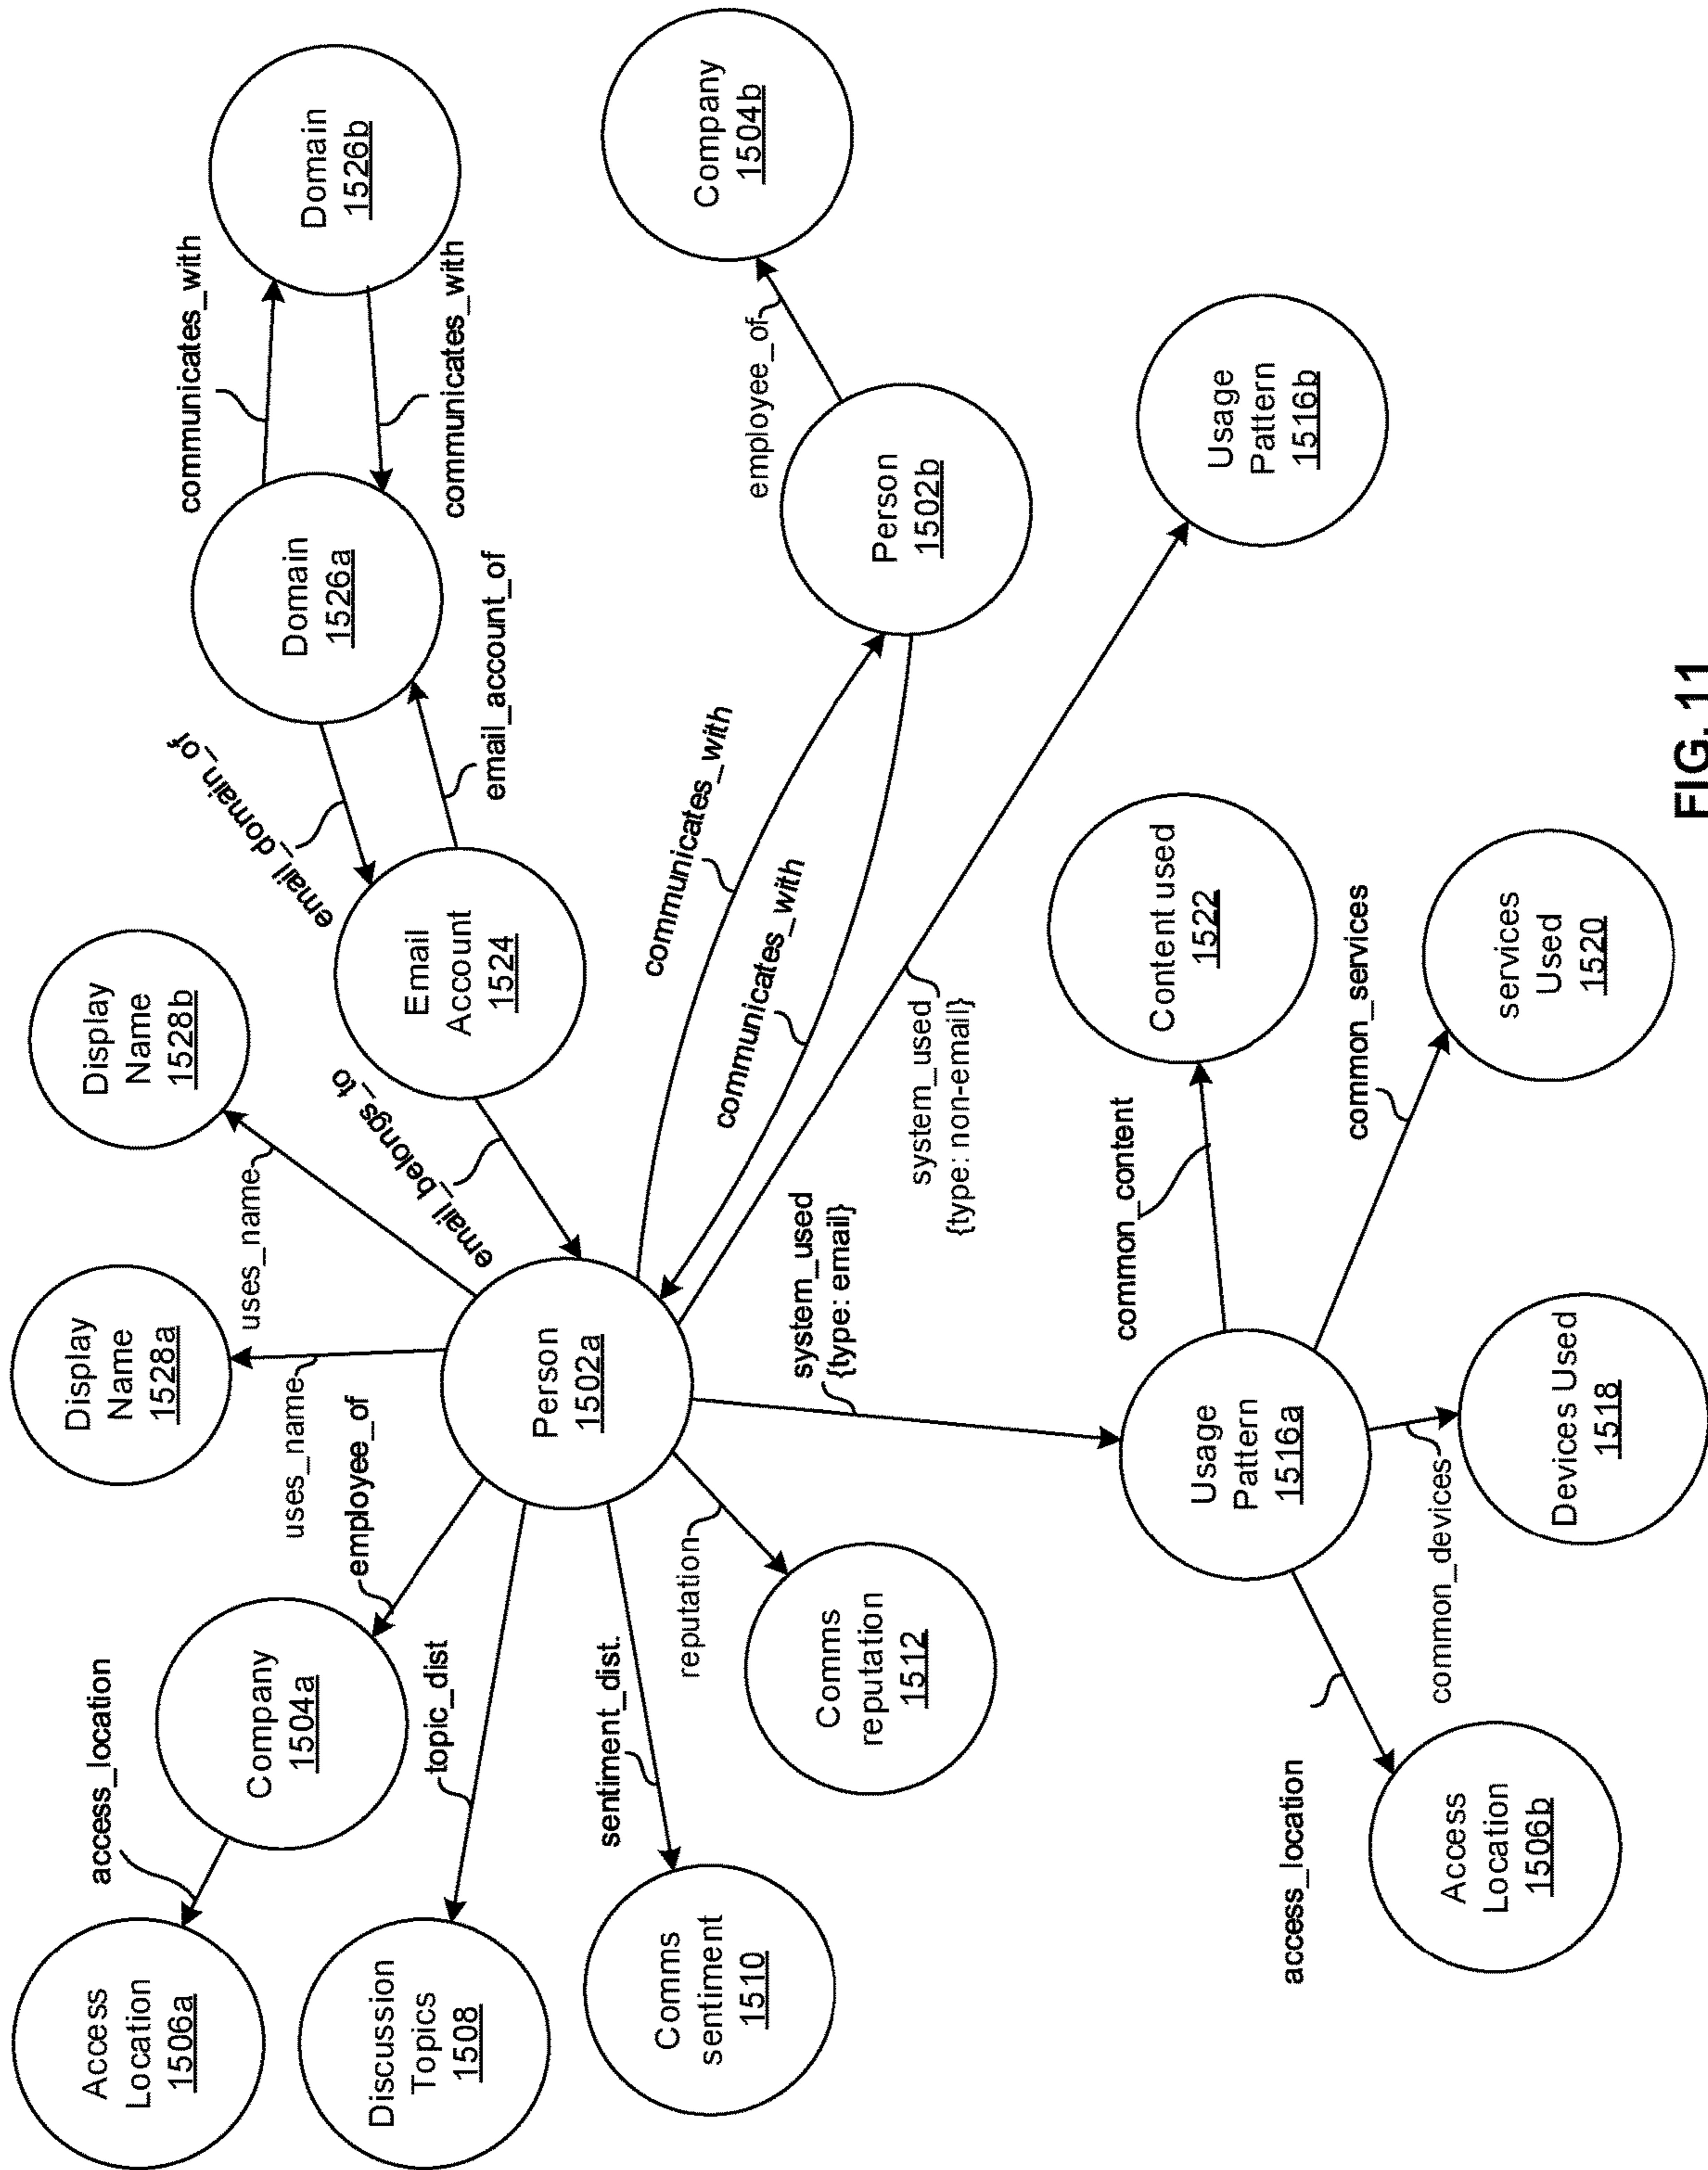 Access
Location
1506a
access_location
Company
1504a
employee_of
Display
Name
1528a
uses_name
Display
Name
1528b
uses_name
email_domain_of
communicates_with
Domain
1526a
Domain
1526b
communicates_with
Email
Account
1524
email_account_of
email_belongs_to
Discussion
Topics
1508
topic_dist
Person
1502a
Comms
sentiment
1510
sentiment_dist.
reputation
Comms
reputation
1512
communicates_with
communicates_with
employee_of
Company
1504b
Person
1502b
system_used
{type: email}
system_used
{type: non-email}
Usage
Pattern
1516b
common_content
Content used
1522
Usage
Pattern
1516a
access_location
common_devices
common_services
Access
Location
1506b
Devices Used
1518
services
Used
1520
FIG. 11